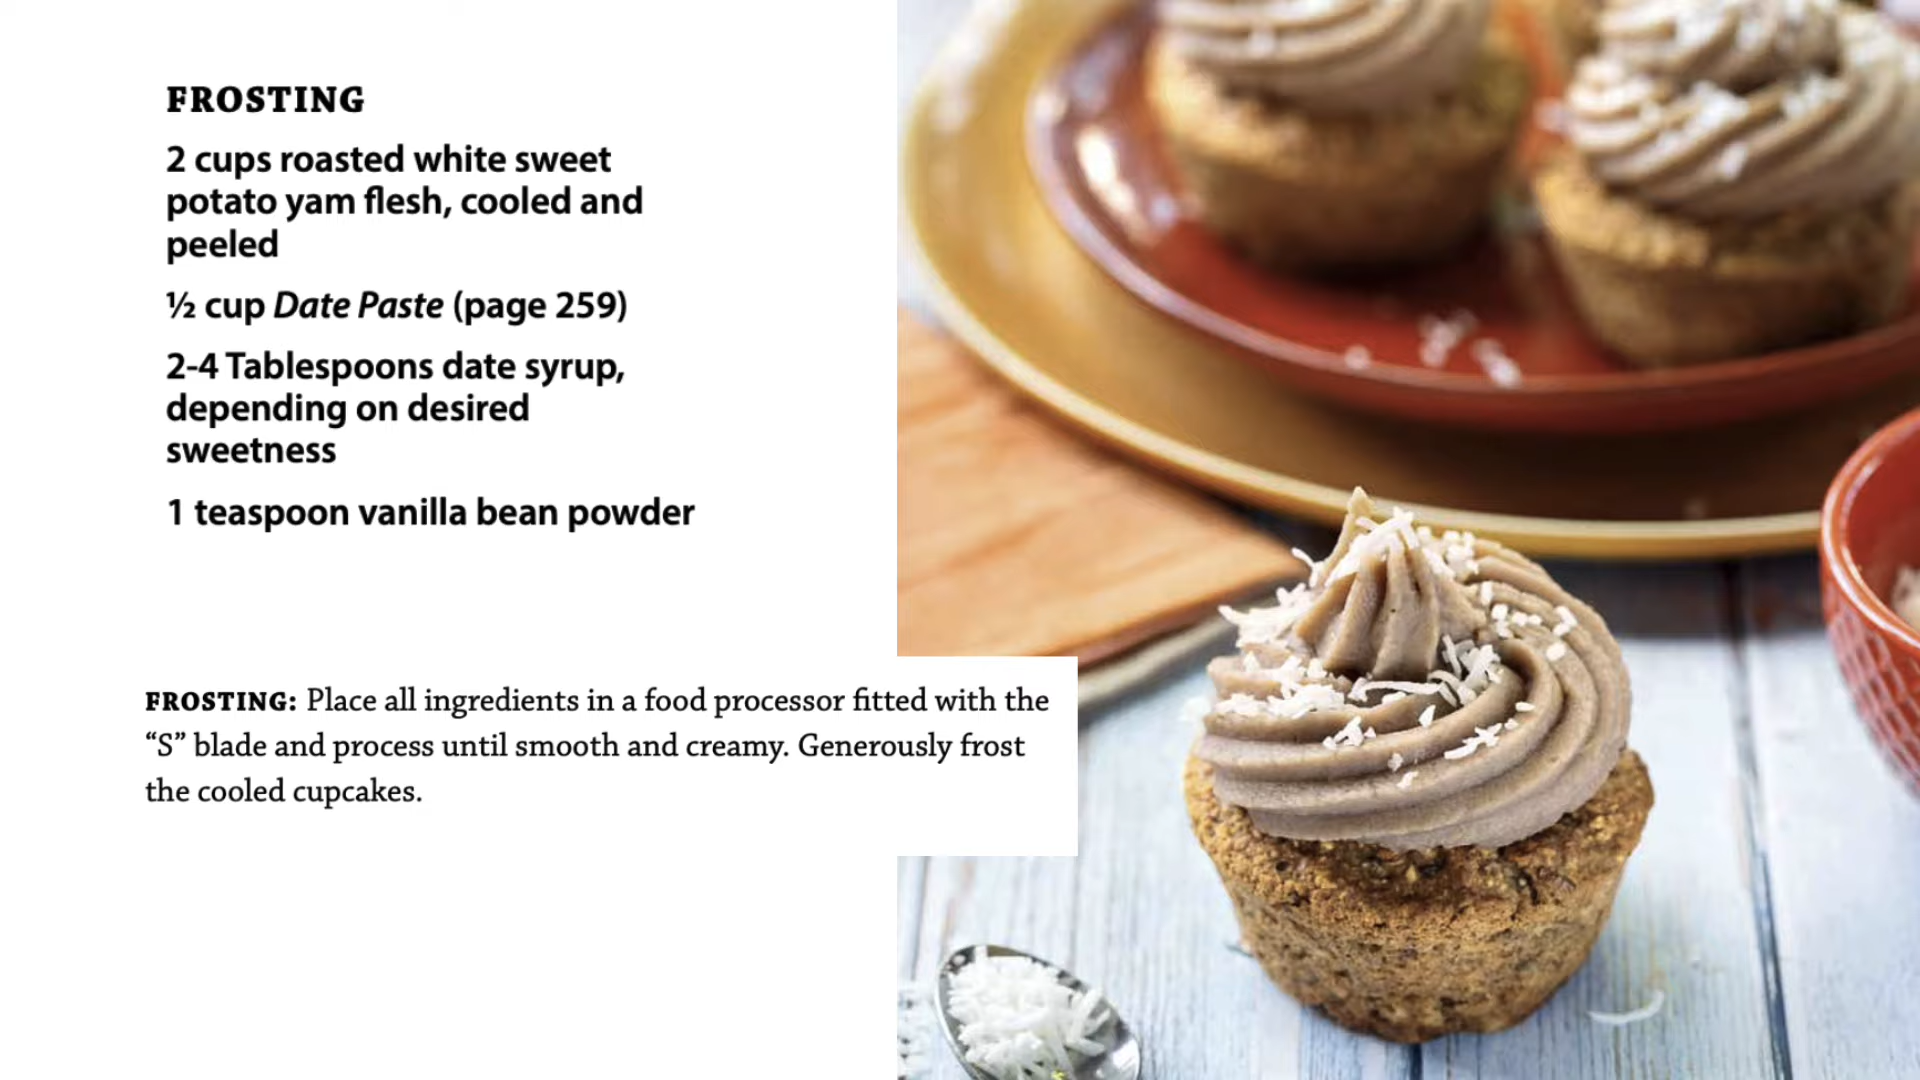 FROSTING
2 cups roasted white sweet
potato yam flesh, cooled and
peeled
½ cup Date Paste (page 259)
2-4 Tablespoons date syrup,
depending on desired
sweetness
1 teaspoon vanilla bean powder
FROSTING: Place all ingredients in a food processor fitted with the
“S” blade and process until smooth and creamy. Generously frost
the cooled cupcakes.